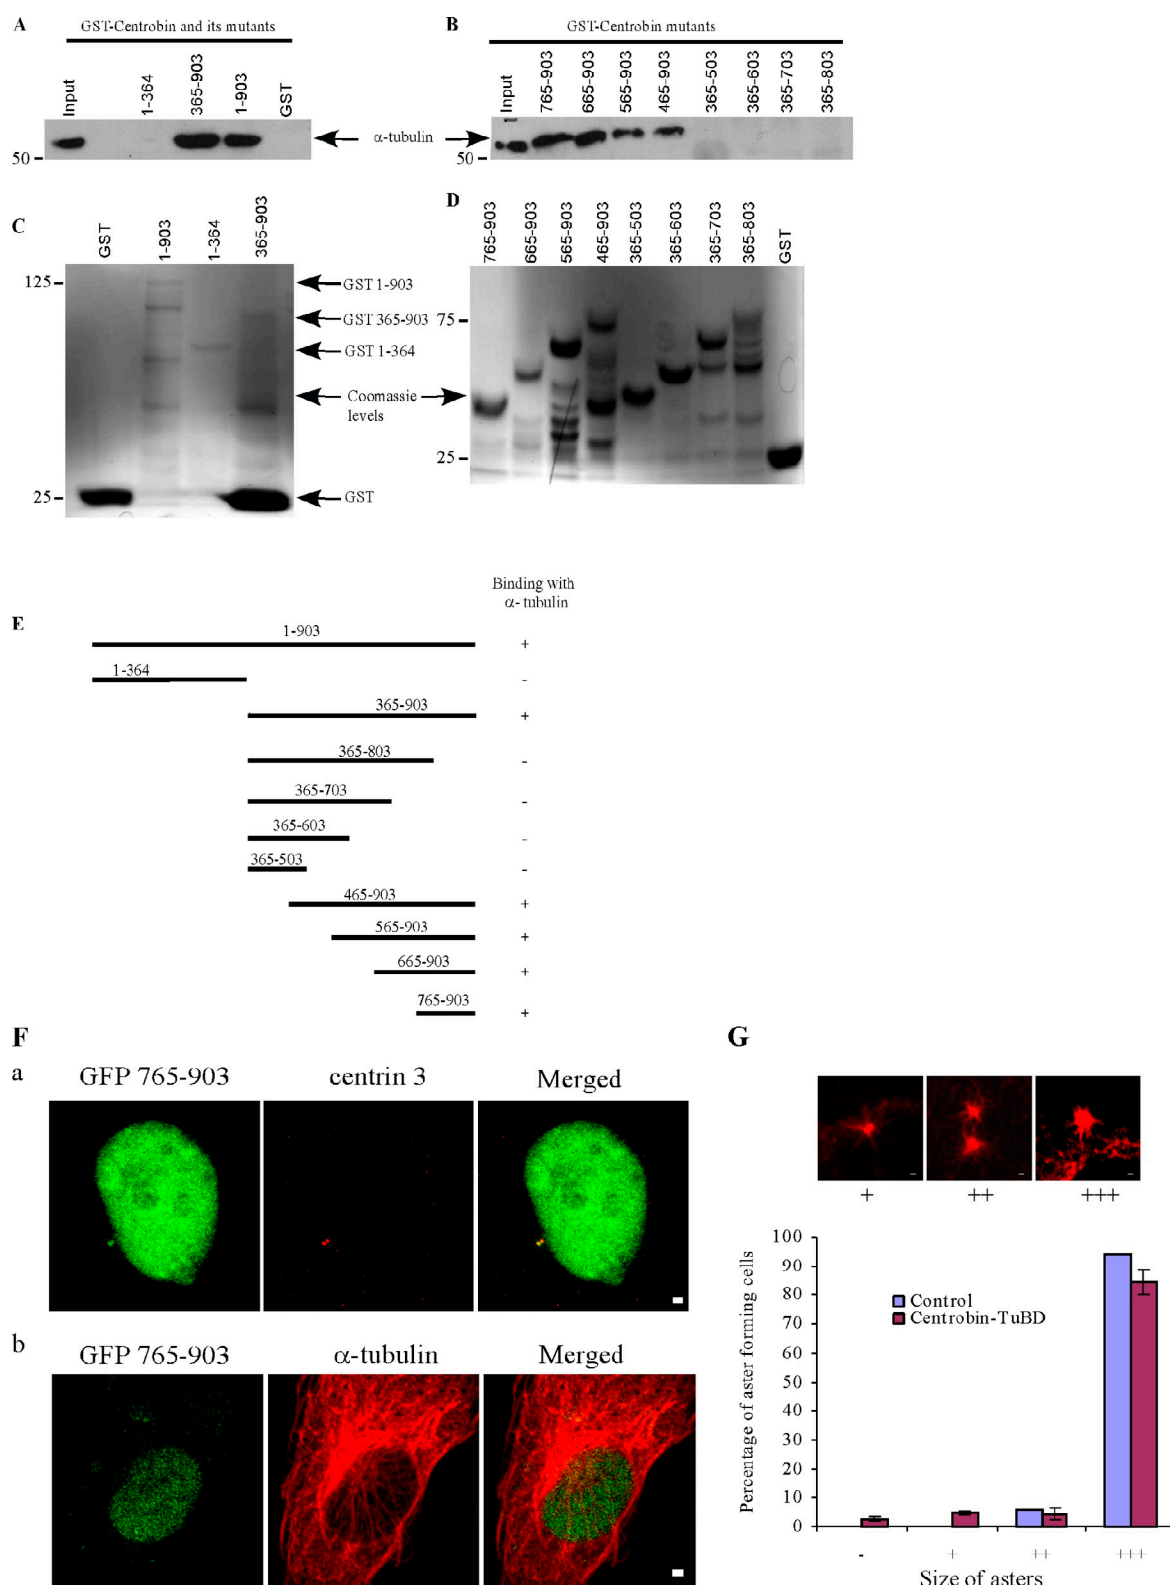 A
GST-Centrobin and its mutants
Input
1-364
365-903
1-903
GST
50
α-tubulin
B
GST-Centrobin mutants
Input
765-903
665-903
565-903
465-903
365-503
365-603
365-703
365-803
50
C
GST
1-903
1-364
365-903
125
25
GST 1-903
GST 365-903
GST 1-364
Coomassie
levels
GST
D
765-903
665-903
565-903
465-903
365-503
365-603
365-703
365-803
GST
75
25
E
Binding with
α- tubulin
1-903 +
1-364 -
365-903 +
365-803 -
365-703 -
365-603 -
365-503 -
465-903 +
565-903 +
665-903 +
765-903 +
F
a
GFP 765-903 centrin 3 Merged
b
GFP 765-903 α-tubulin Merged
G
+ ++ +++
Percentage of aster forming cells
100
90
80
70
60
50
40
30
20
10
0
Control
Centrobin-TuBD
- + ++ +++
Size of asters